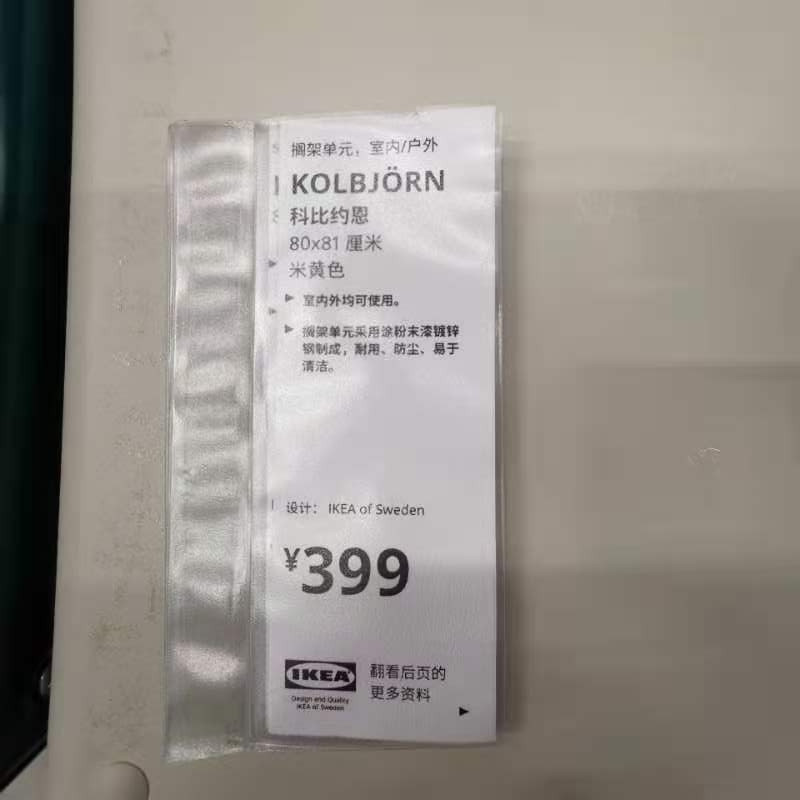 搁架单元，室内/户外
KOLBJÖRN
科比约恩
80x81 厘米
米黄色
▶ 室内外均可使用。
▶ 搁架单元采用涂粉末漆镀锌
钢制成，耐用、防尘、易于
清洁。
设计： IKEA of Sweden
¥399
IKEA
Design and Quality
IKEA of Sweden
翻看后页的
更多资料
▶